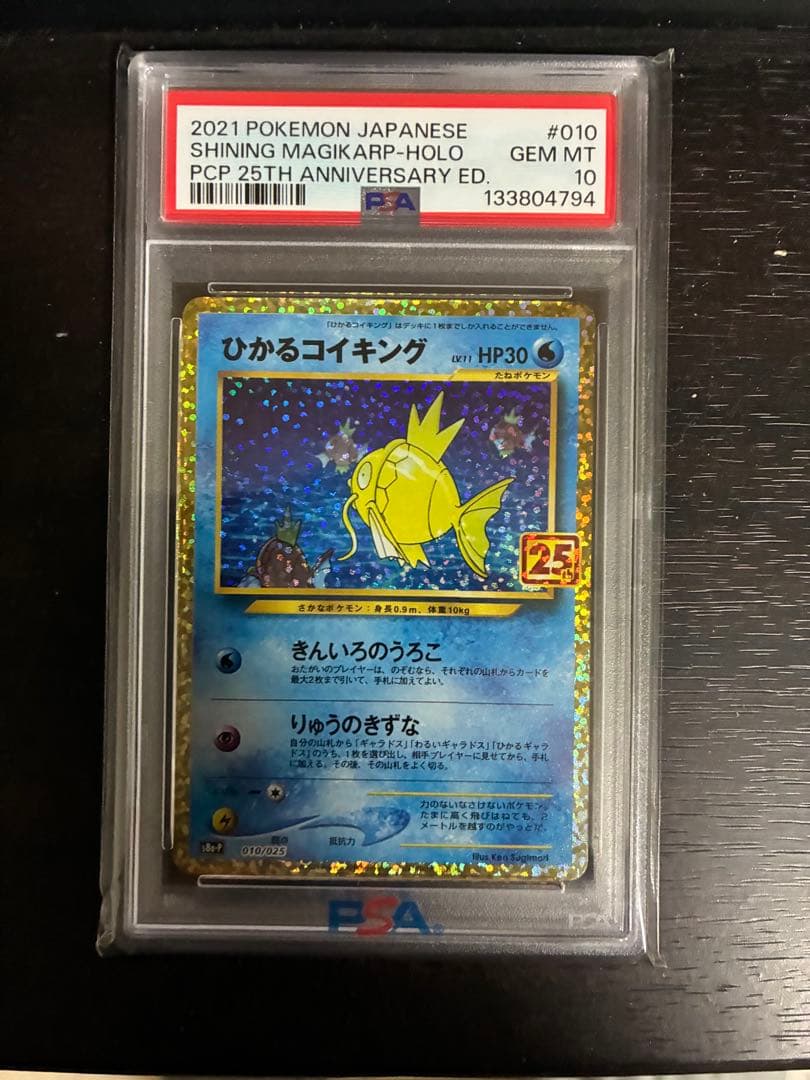 2021 POKEMON JAPANESE #010
SHINING MAGIKARP-HOLO GEM MT
PCP 25TH ANNIVERSARY ED. 10
PSA 133804794
「ひかるコイキング」はデッキに1枚までしか入れることができません。
ひかるコイキング LV.11 HP30
たねポケモン
25th
さかなポケモン：身長0.9m、体重10kg
きんいろのうろこ
おたがいのプレイヤーは、のぞむなら、それぞれの山札からカードを
最大2枚まで引いて、手札に加えてよい。
りゅうのきずな
自分の山札から「ギャラドス」「わるいギャラドス」「ひかるギャラ
ドス」のうち、1枚を選び出し、相手プレイヤーに見せてから、手札
に加える。その後、その山札をよく切る。
力のないなさけないポケモン。
たまに高く飛びはねても、2
メートルを越すのがやっとだ。
弱点 抵抗力
S8a-P 010/025
Illus. Ken Sugimori
PSA